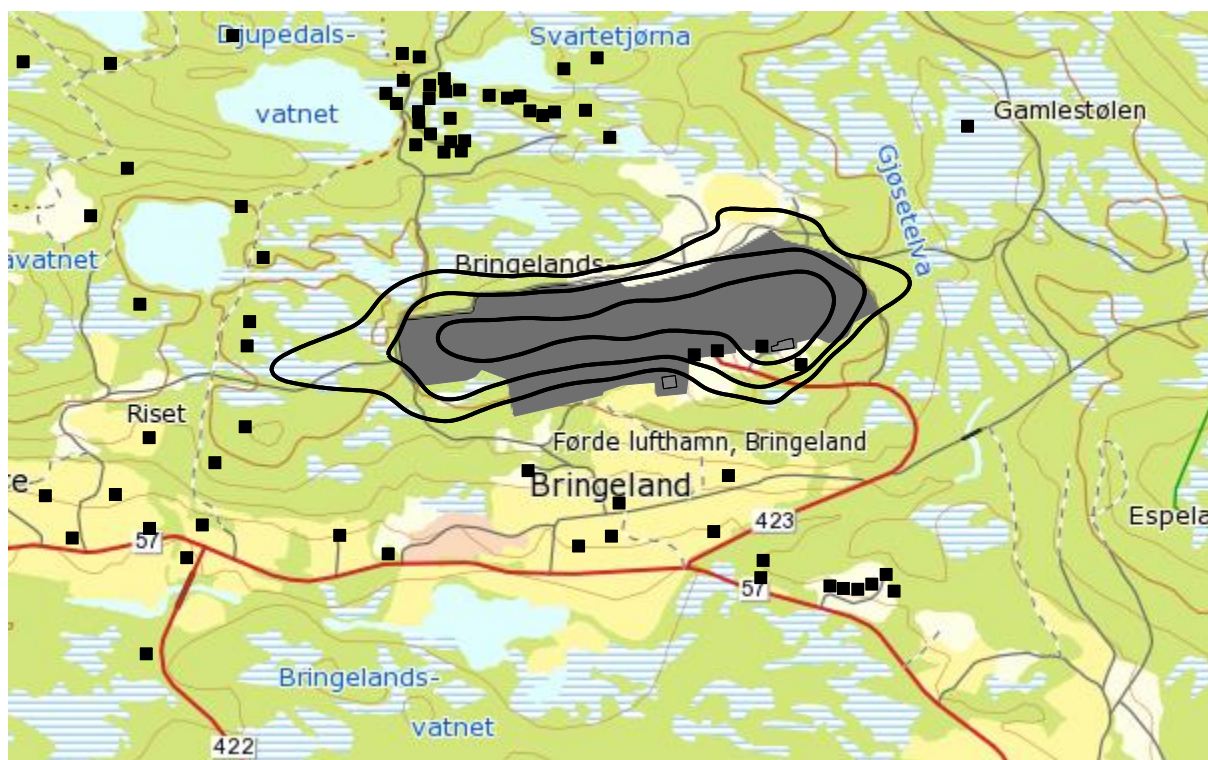 Djupedals-
vatnet
Svartetjørna
Gamlestølen
Gjøsetelva
avatnet
Bringelands-
Riset
Førde lufthamn, Bringeland
Bringeland
e
423
Espela
57
57
Bringelands-
vatnet
422